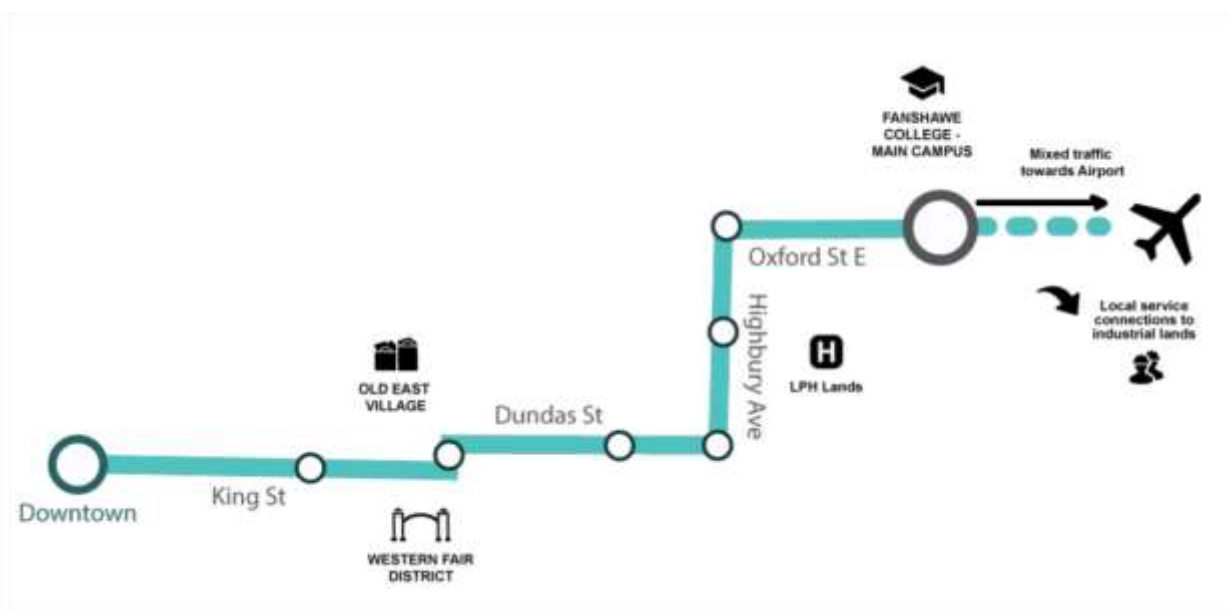 FANSHAWE
COLLEGE -
MAIN CAMPUS
Mixed traffic
towards Airport
Oxford St E
Highbury Ave
Local service
connections to
industrial lands
H
LPH Lands
OLD EAST
VILLAGE
Dundas St
King St
Downtown
WESTERN FAIR
DISTRICT